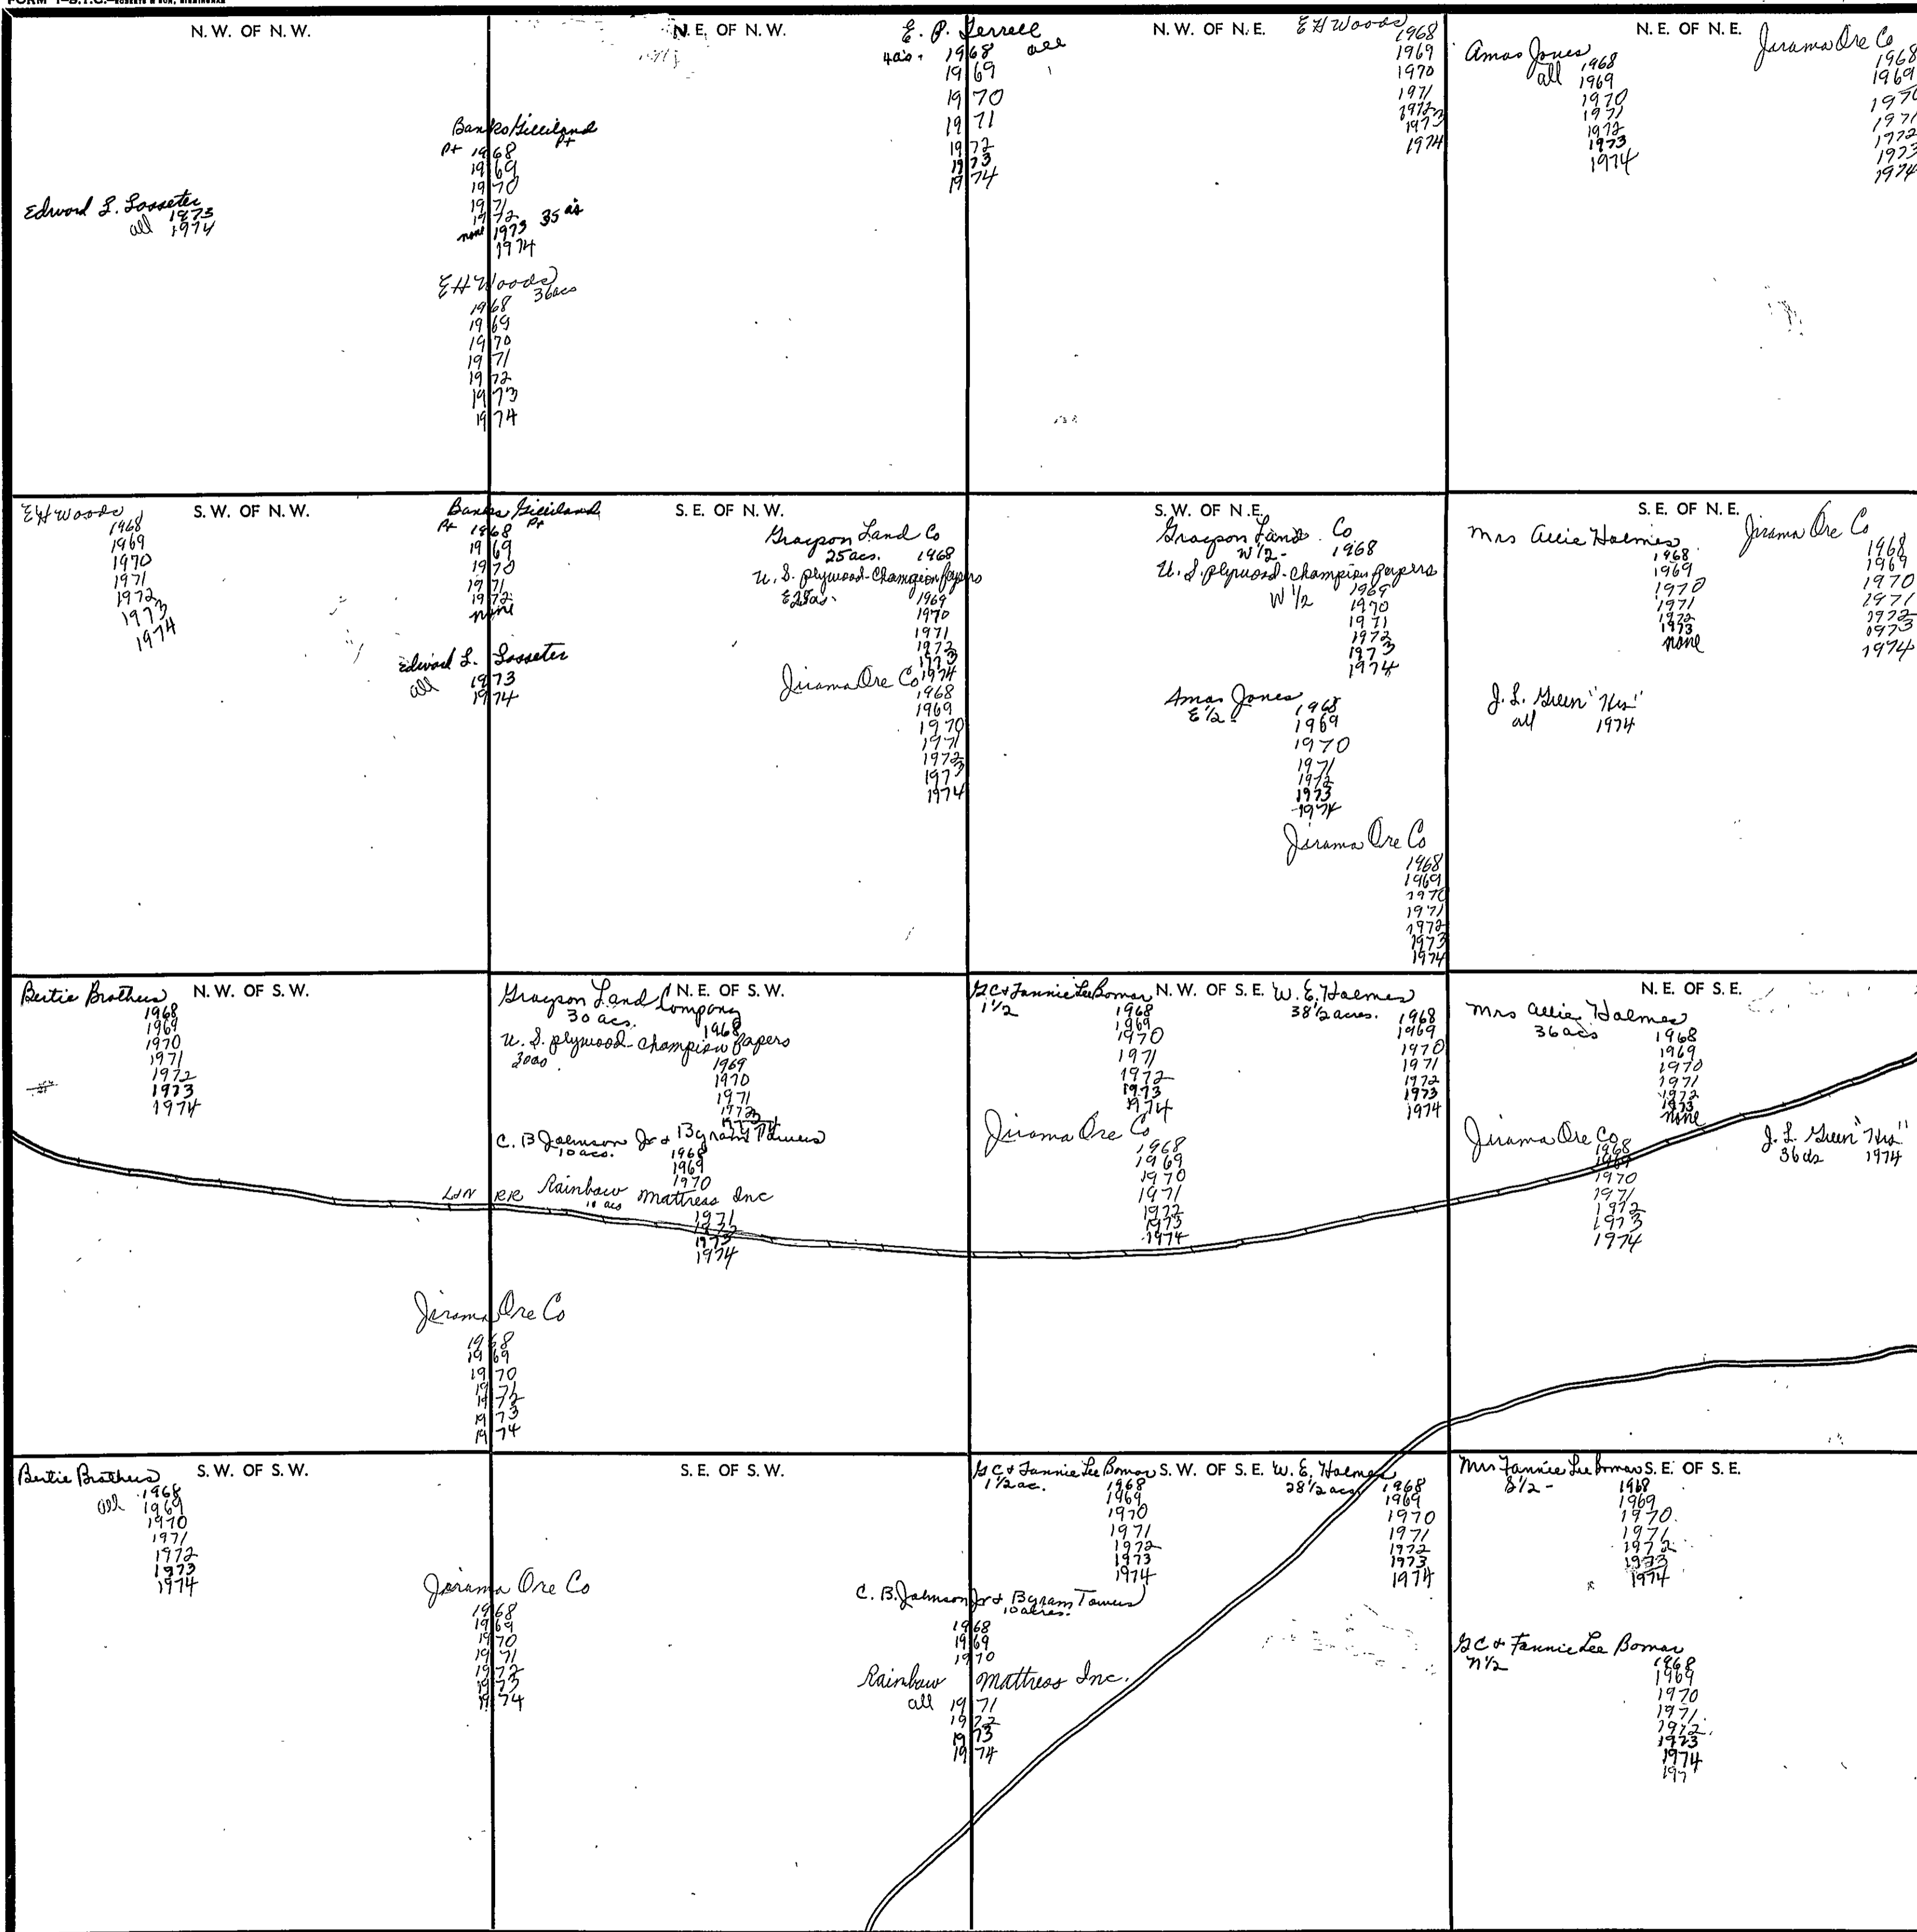 FORM 1-S.T.C.-ROBERTS & SON, BIRMINGHAM
N. W. OF N. W.
Edward L. Lasseter
1973
all 1974
Banks Gilliland
Pt 1968 Pt
1969
1970
1971
1972 35 a's
none 1973
1974
E H Woods
36acs
1968
1969
1970
1971
1972
1973
1974
N. E. OF N. W.
E. P. Terrell
4 a's. 1968 all
1969
1970
1971
1972
1973
1974
N. W. OF N. E.
E H Woods
1968
1969
1970
1971
1972
1973
1974
N. E. OF N. E.
Amos Jones
1968
all 1969
1970
1971
1972
1973
1974
Jirama Ore Co
1968
1969
1970
1971
1972
1973
1974
S. W. OF N. W.
E H Woods
1968
1969
1970
1971
1972
1973
1974
Banks Gilliland
Pt 1968 Pt
1969
1970
1971
1972
none
Edward L. Lasseter
all 1973
1974
S. E. OF N. W.
Grayson Land Co
25acs. 1968
U. S. plywood-Champion papers
E25as. 1969
1970
1971
1972
1973
1974
Jirama Ore Co
1968
1969
1970
1971
1972
1973
1974
S. W. OF N. E.
Grayson Land Co
W 1/2 - 1968
U. S. plywood-Champion papers
W 1/2 1969
1970
1971
1972
1973
1974
Amos Jones
E 1/2 - 1968
1969
1970
1971
1972
1973
1974
Jirama Ore Co
1968
1969
1970
1971
1972
1973
1974
S. E. OF N. E.
Mrs Allie Holmes
1968
1969
1970
1971
1972
1973
none
Jirama Ore Co
1968
1969
1970
1971
1972
1973
1974
J. L. Green "Hrs"
all 1974
N. W. OF S. W.
Bertie Brothers
1968
1969
1970
1971
1972
1973
1974
N. E. OF S. W.
Grayson Land Company
30 acs. 1968
U. S. plywood-Champion papers
30as 1969
1970
1971
1972
1973 74
C. B Johnson Jr & Byram Towers
10 acs. 1968
1969
1970
L&N RR
Rainbow Mattress Inc
10 acs
1971
1972
1973
1974
Jirama Ore Co
1968
1969
1970
1971
1972
1973
1974
N. W. OF S. E.
G C & Fannie Lee Bomar
1 1/2 1968
1969
1970
1971
1972
1973
1974
W. E. Holmes
38 1/2 acres. 1968
1969
1970
1971
1972
1973
1974
Jirama Ore Co
1968
1969
1970
1971
1972
1973
1974
N. E. OF S. E.
Mrs Allie Holmes
36 acs 1968
1969
1970
1971
1972
1973
none
Jirama Ore Co
1968
1969
1970
1971
1972
1973
1974
J. L. Green "Hrs"
36 as 1974
S. W. OF S. W.
Bertie Brothers
1968
all 1969
1970
1971
1972
1973
1974
Jirama Ore Co
1968
1969
1970
1971
1972
1973
1974
S. E. OF S. W.
C. B. Johnson Jr & Byram Towers
10 acres.
1968
1969
1970
Rainbow Mattress Inc.
all 1971
1972
1973
1974
S. W. OF S. E.
G C & Fannie Lee Bomar
1 1/2 ac. 1968
1969
1970
1971
1972
1973
1974
W. E. Holmes
28 1/2 acs 1968
1969
1970
1971
1972
1973
1974
S. E. OF S. E.
Mrs Fannie Lee Bomar
S 1/2 - 1968
1969
1970
1971
1972
1973
1974
G C & Fannie Lee Bomar
N 1/2 1968
1969
1970
1971
1972
1973
1974
197